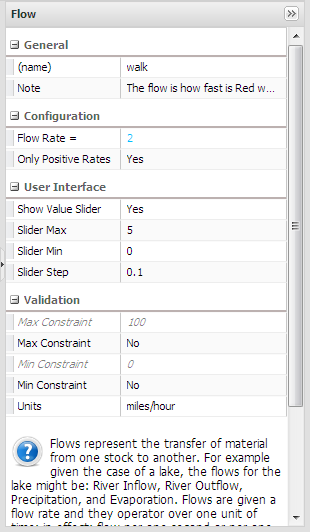 Flow
General
(name) walk
Note The flow is how fast is Red w...
Configuration
Flow Rate = 2
Only Positive Rates Yes
User Interface
Show Value Slider Yes
Slider Max 5
Slider Min 0
Slider Step 0.1
Validation
Max Constraint 100
Max Constraint No
Min Constraint 0
Min Constraint No
Units miles/hour
Flows represent the transfer of material
from one stock to another. For example
given the case of a lake, the flows for the
lake might be: River Inflow, River Outflow,
Precipitation, and Evaporation. Flows are given a
flow rate and they operator over one unit of